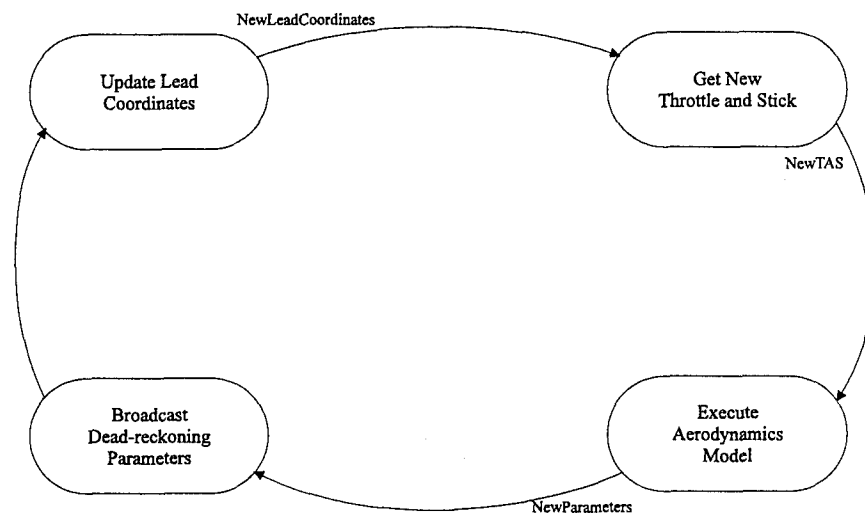 NewLeadCoordinates
Update Lead
Coordinates
Get New
Throttle and Stick
NewTAS
Broadcast
Dead-reckoning
Parameters
Execute
Aerodynamics
Model
NewParameters